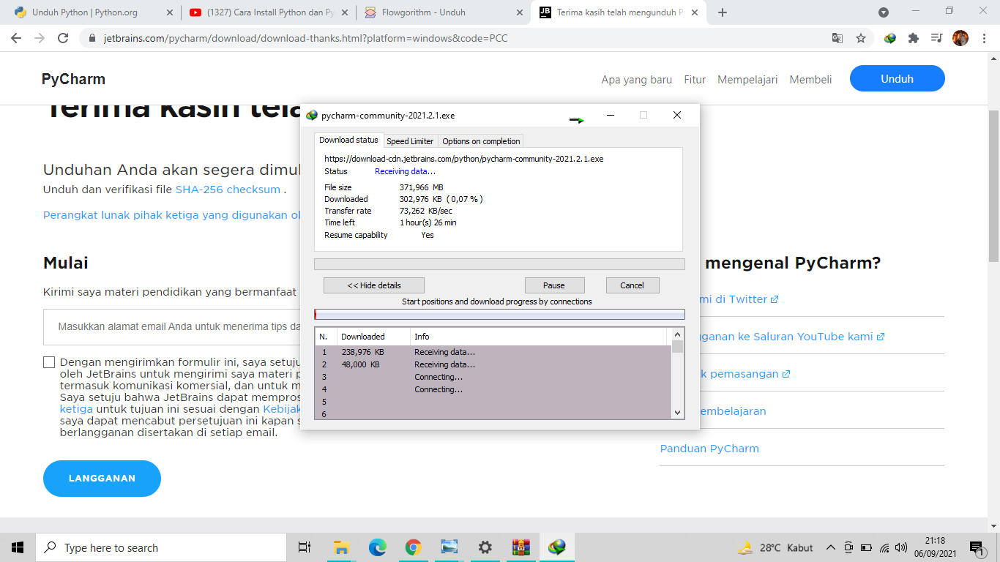 Unduh Python | Python.org
(1327) Cara Install Python dan Py
Flowgorithm - Unduh
JB
Terima kasih telah mengunduh P
jetbrains.com/pycharm/download/download-thanks.html?platform=windows&code=PCC
PyCharm
Apa yang baru
Fitur
Mempelajari
Membeli
Unduh
Terima kasih tela
Unduhan Anda akan segera dimul
Unduh dan verifikasi file SHA-256 checksum .
Perangkat lunak pihak ketiga yang digunakan ol
Mulai
Kirimi saya materi pendidikan yang bermanfaat
Masukkan alamat email Anda untuk menerima tips da
Dengan mengirimkan formulir ini, saya setuju
oleh JetBrains untuk mengirimi saya materi p
termasuk komunikasi komersial, dan untuk m
Saya setuju bahwa JetBrains dapat mempros
ketiga untuk tujuan ini sesuai dengan Kebijak
saya dapat mencabut persetujuan ini kapan s
berlangganan disertakan di setiap email.
LANGGANAN
pycharm-community-2021.2.1.exe
Download status
Speed Limiter
Options on completion
https://download-cdn.jetbrains.com/python/pycharm-community-2021.2.1.exe
Status Receiving data...
File size 371,966 MB
Downloaded 302,976 KB ( 0,07 % )
Transfer rate 73,262 KB/sec
Time left 1 hour(s) 26 min
Resume capability Yes
<< Hide details
Pause
Cancel
Start positions and download progress by connections
N. Downloaded Info
1 238,976 KB Receiving data...
2 48,000 KB Receiving data...
3 Connecting...
4 Connecting...
5
6
mengenal PyCharm?
mi di Twitter
ganan ke Saluran YouTube kami
k pemasangan
embelajaran
Panduan PyCharm
Type here to search
28°C Kabut
21:18
06/09/2021
1